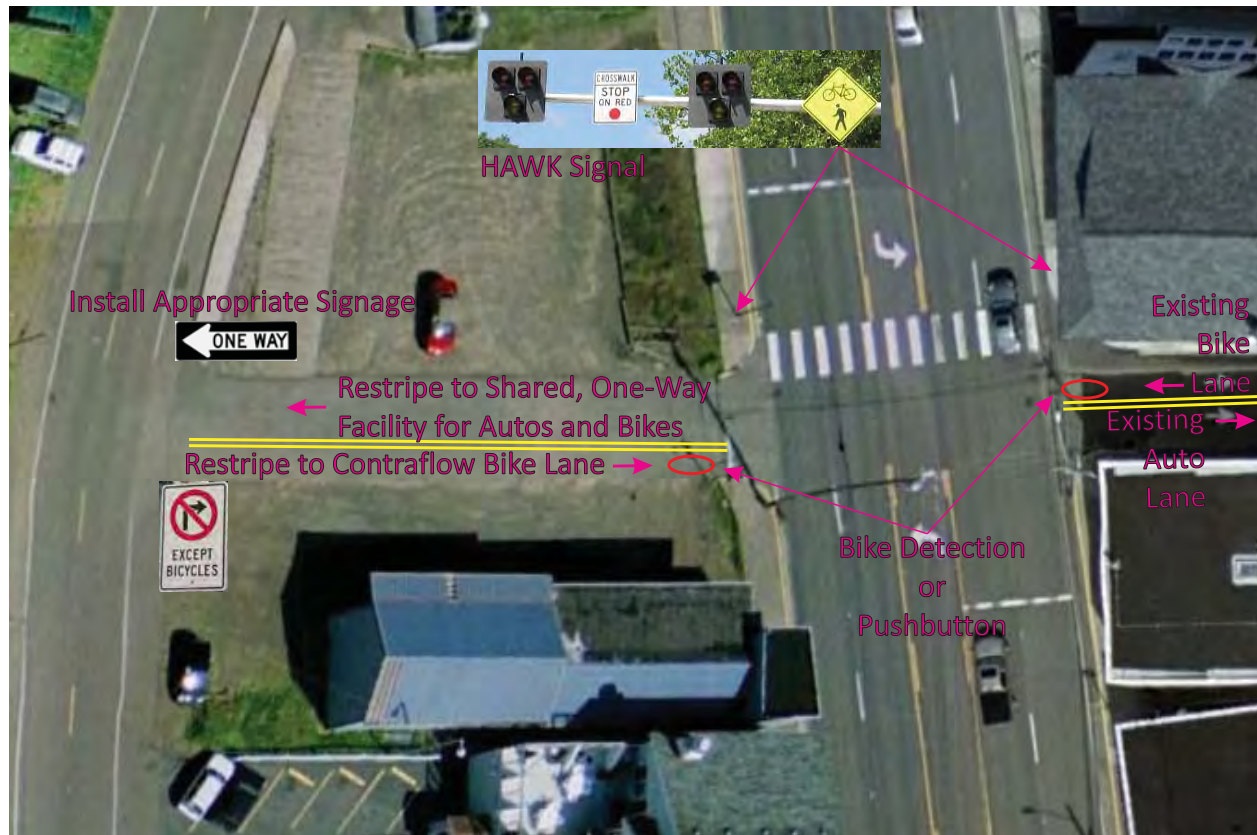 CROSSWALK
STOP
ON RED
HAWK Signal
Install Appropriate Signage
ONE WAY
Existing
Bike
Lane
Restripe to Shared, One-Way
Facility for Autos and Bikes
Existing
Auto
Lane
Restripe to Contraflow Bike Lane
EXCEPT
BICYCLES
Bike Detection
or
Pushbutton